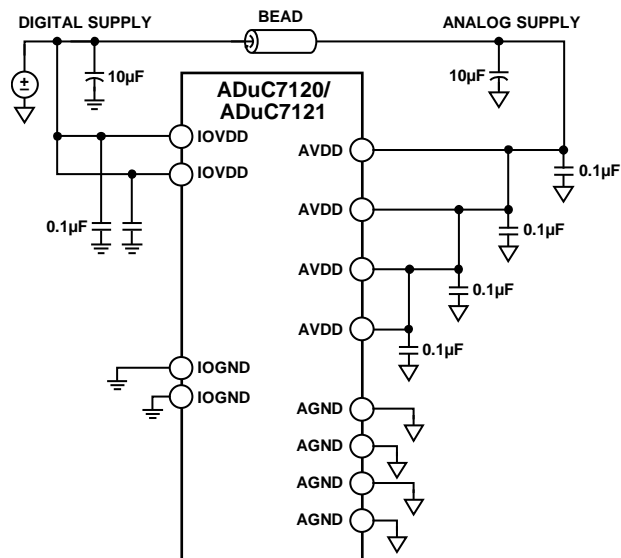 DIGITAL SUPPLY
BEAD
ANALOG SUPPLY
10µF
10µF
ADuC7120/
ADuC7121
IOVDD
AVDD
0.1µF
IOVDD
AVDD
0.1µF
0.1µF
AVDD
0.1µF
AVDD
0.1µF
IOGND
IOGND
AGND
AGND
AGND
AGND